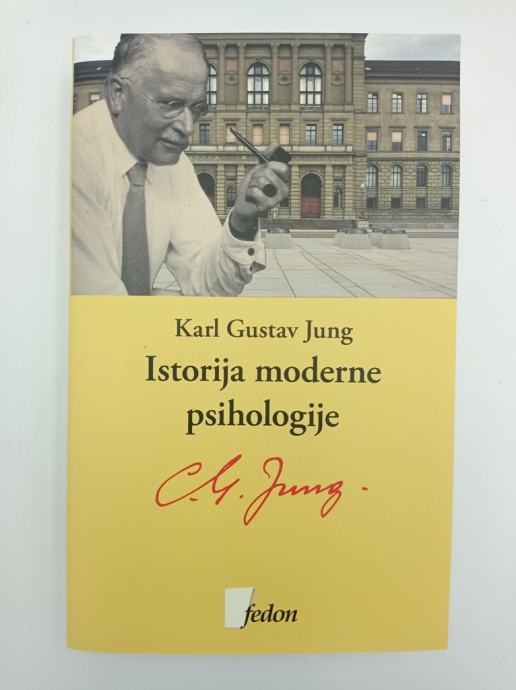 Karl Gustav Jung
Istorija moderne
psihologije
C. G. Jung.
fedon